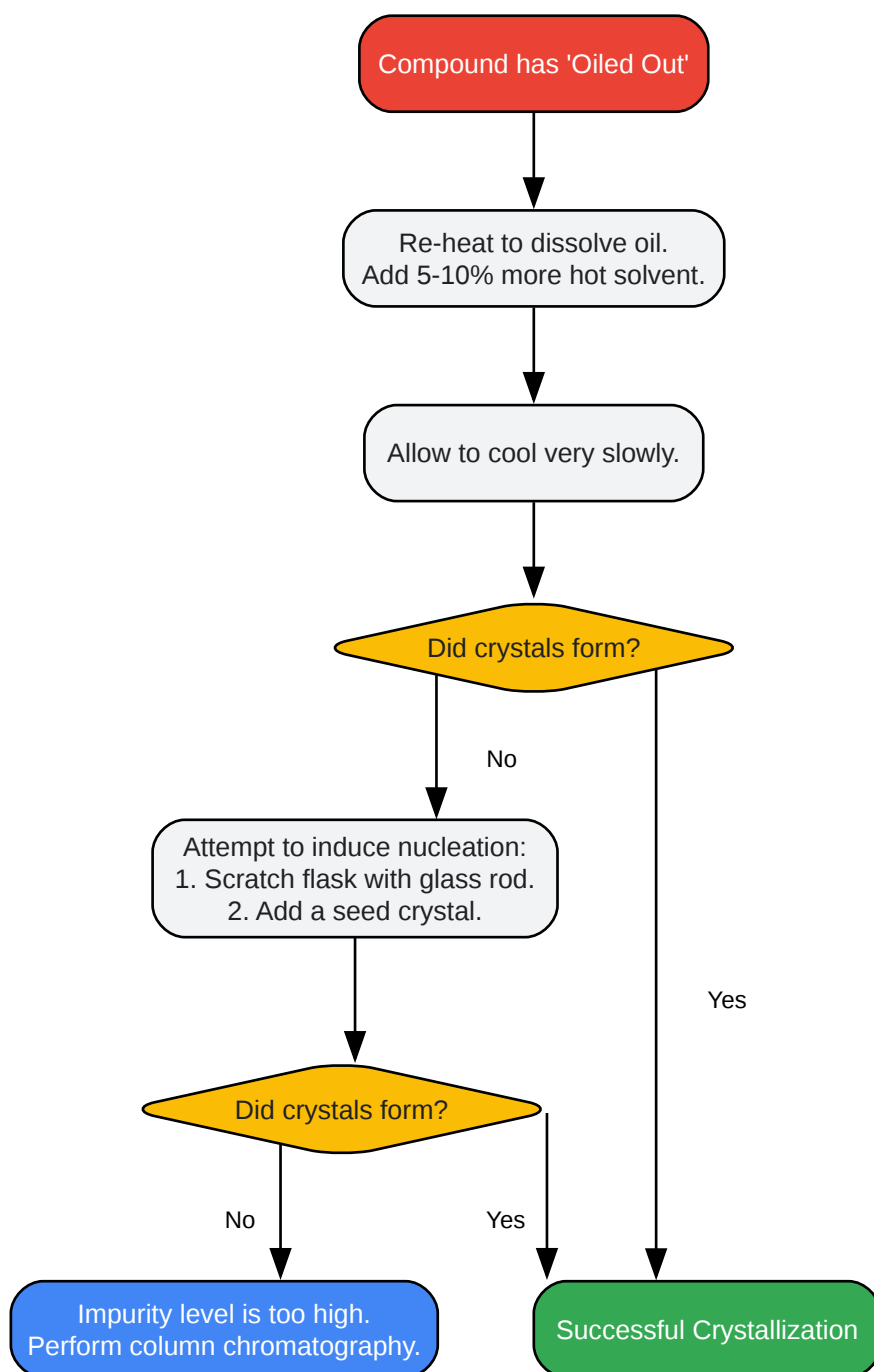 Compound has 'Oiled Out'
Re-heat to dissolve oil.
Add 5-10% more hot solvent.
Allow to cool very slowly.
Did crystals form?
No
Attempt to induce nucleation:
1. Scratch flask with glass rod.
2. Add a seed crystal.
Yes
Did crystals form?
No
Yes
Impurity level is too high.
Perform column chromatography.
Successful Crystallization